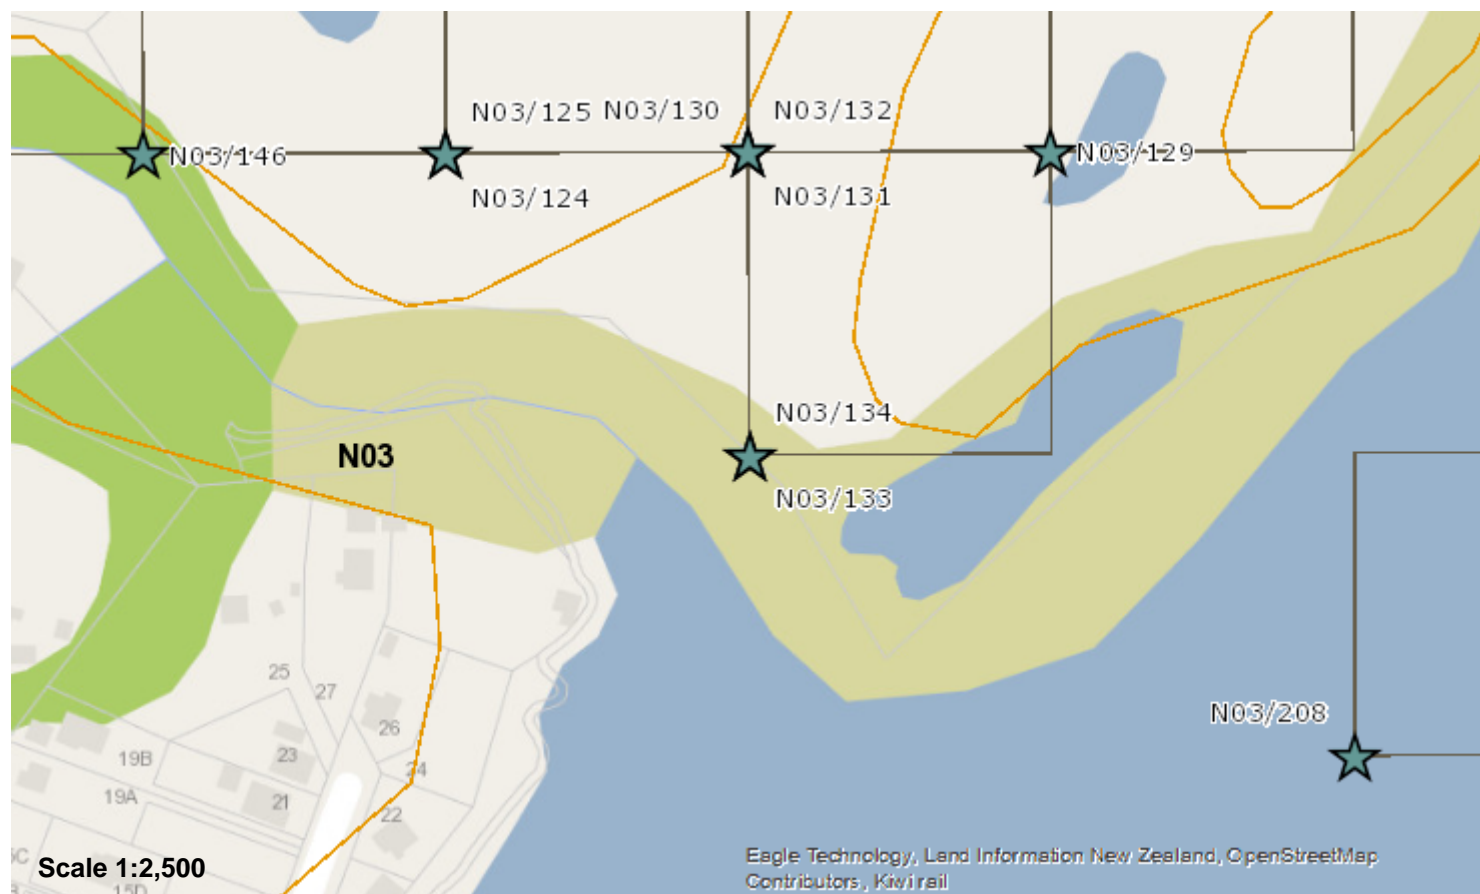 N03/125 N03/130 N03/132
N03/146 N03/129
N03/124 N03/131
N03/134
N03
N03/133
25
27
N03/208
26
19B 23
24
19A 21
22
Scale 1:2,500
15D
Eagle Technology, Land Information New Zealand, OpenStreetMap
Contributors, Kiwirail